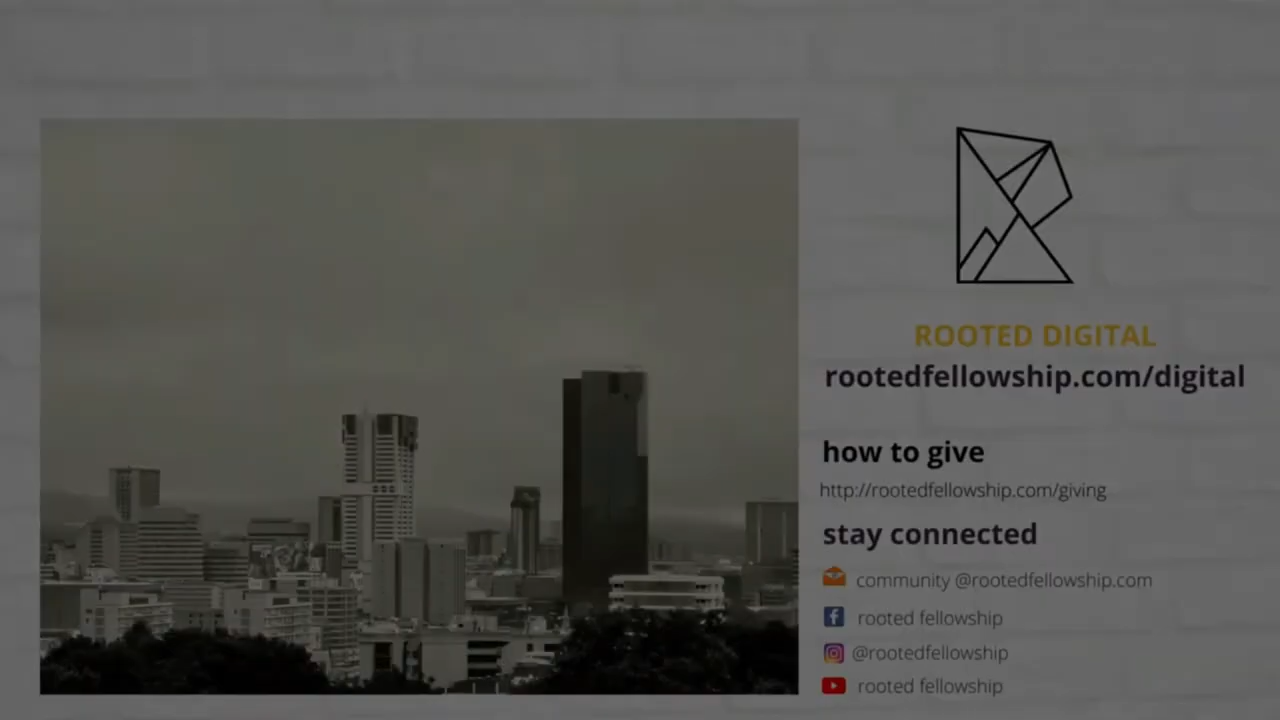 ROOTED DIGITAL
rootedfellowship.com/digital
how to give
http://rootedfellowship.com/giving
stay connected
community @rootedfellowship.com
rooted fellowship
@rootedfellowship
rooted fellowship